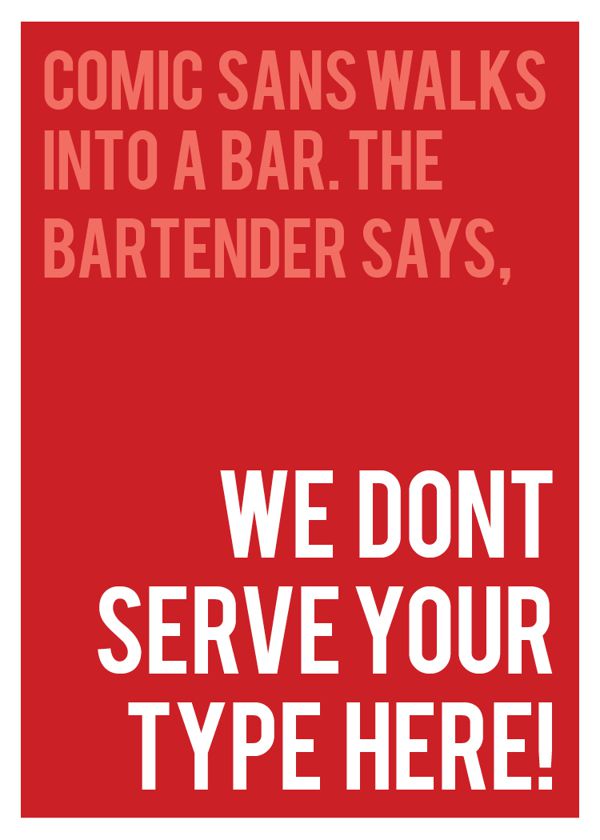 COMIC SANS WALKS
INTO A BAR. THE
BARTENDER SAYS,
WE DONT
SERVE YOUR
TYPE HERE!